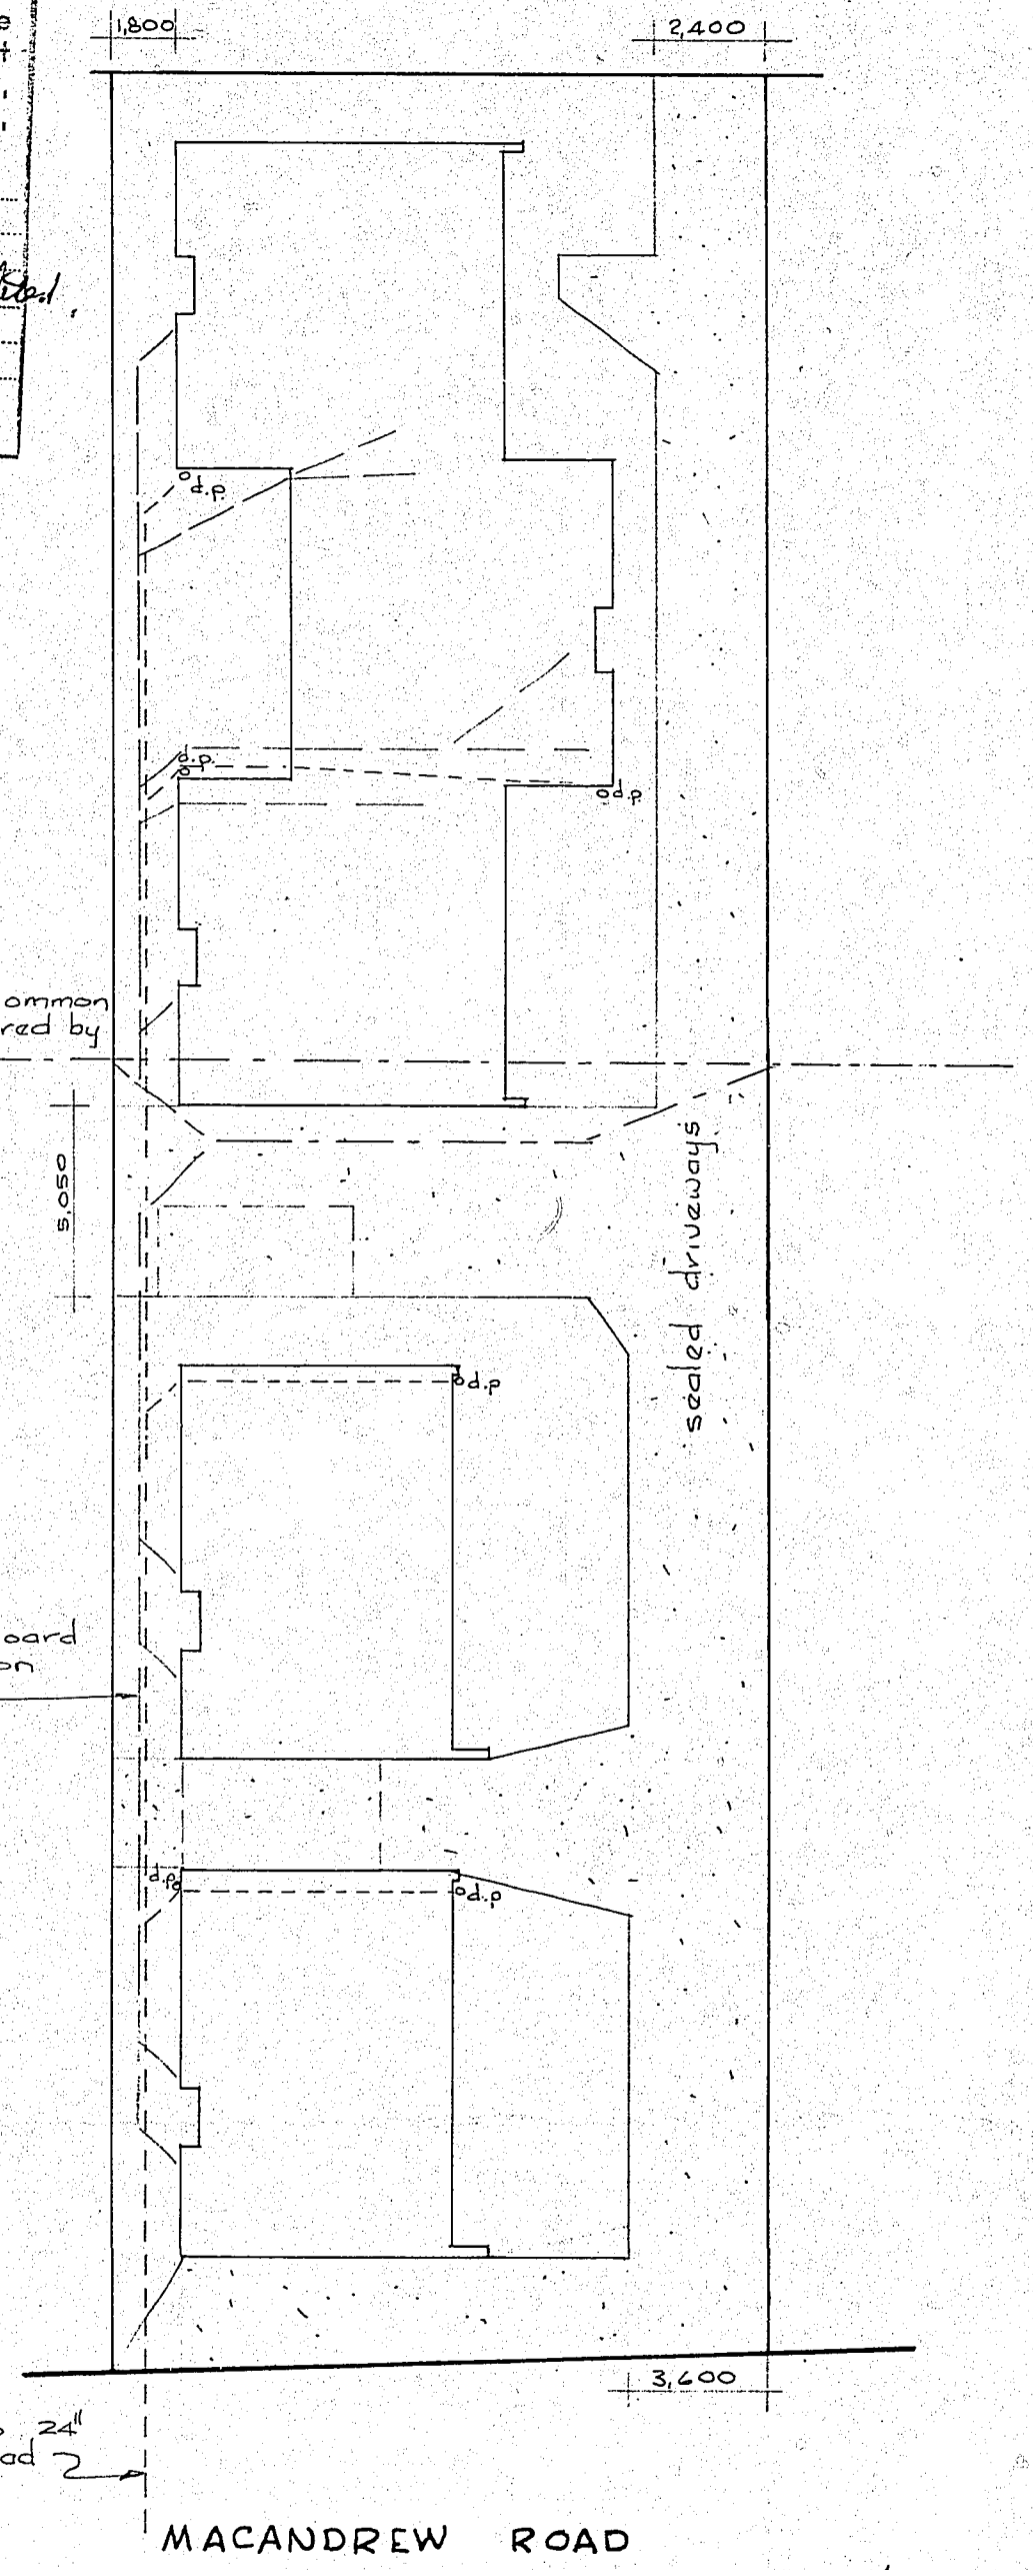 1,800
2,400
d.p.
d.p.
d.p.
ommon
red by
5,050
sealed driveways
d.p
oard
on
d.p
d.p
3,600
24"
ad
MACANDREW ROAD